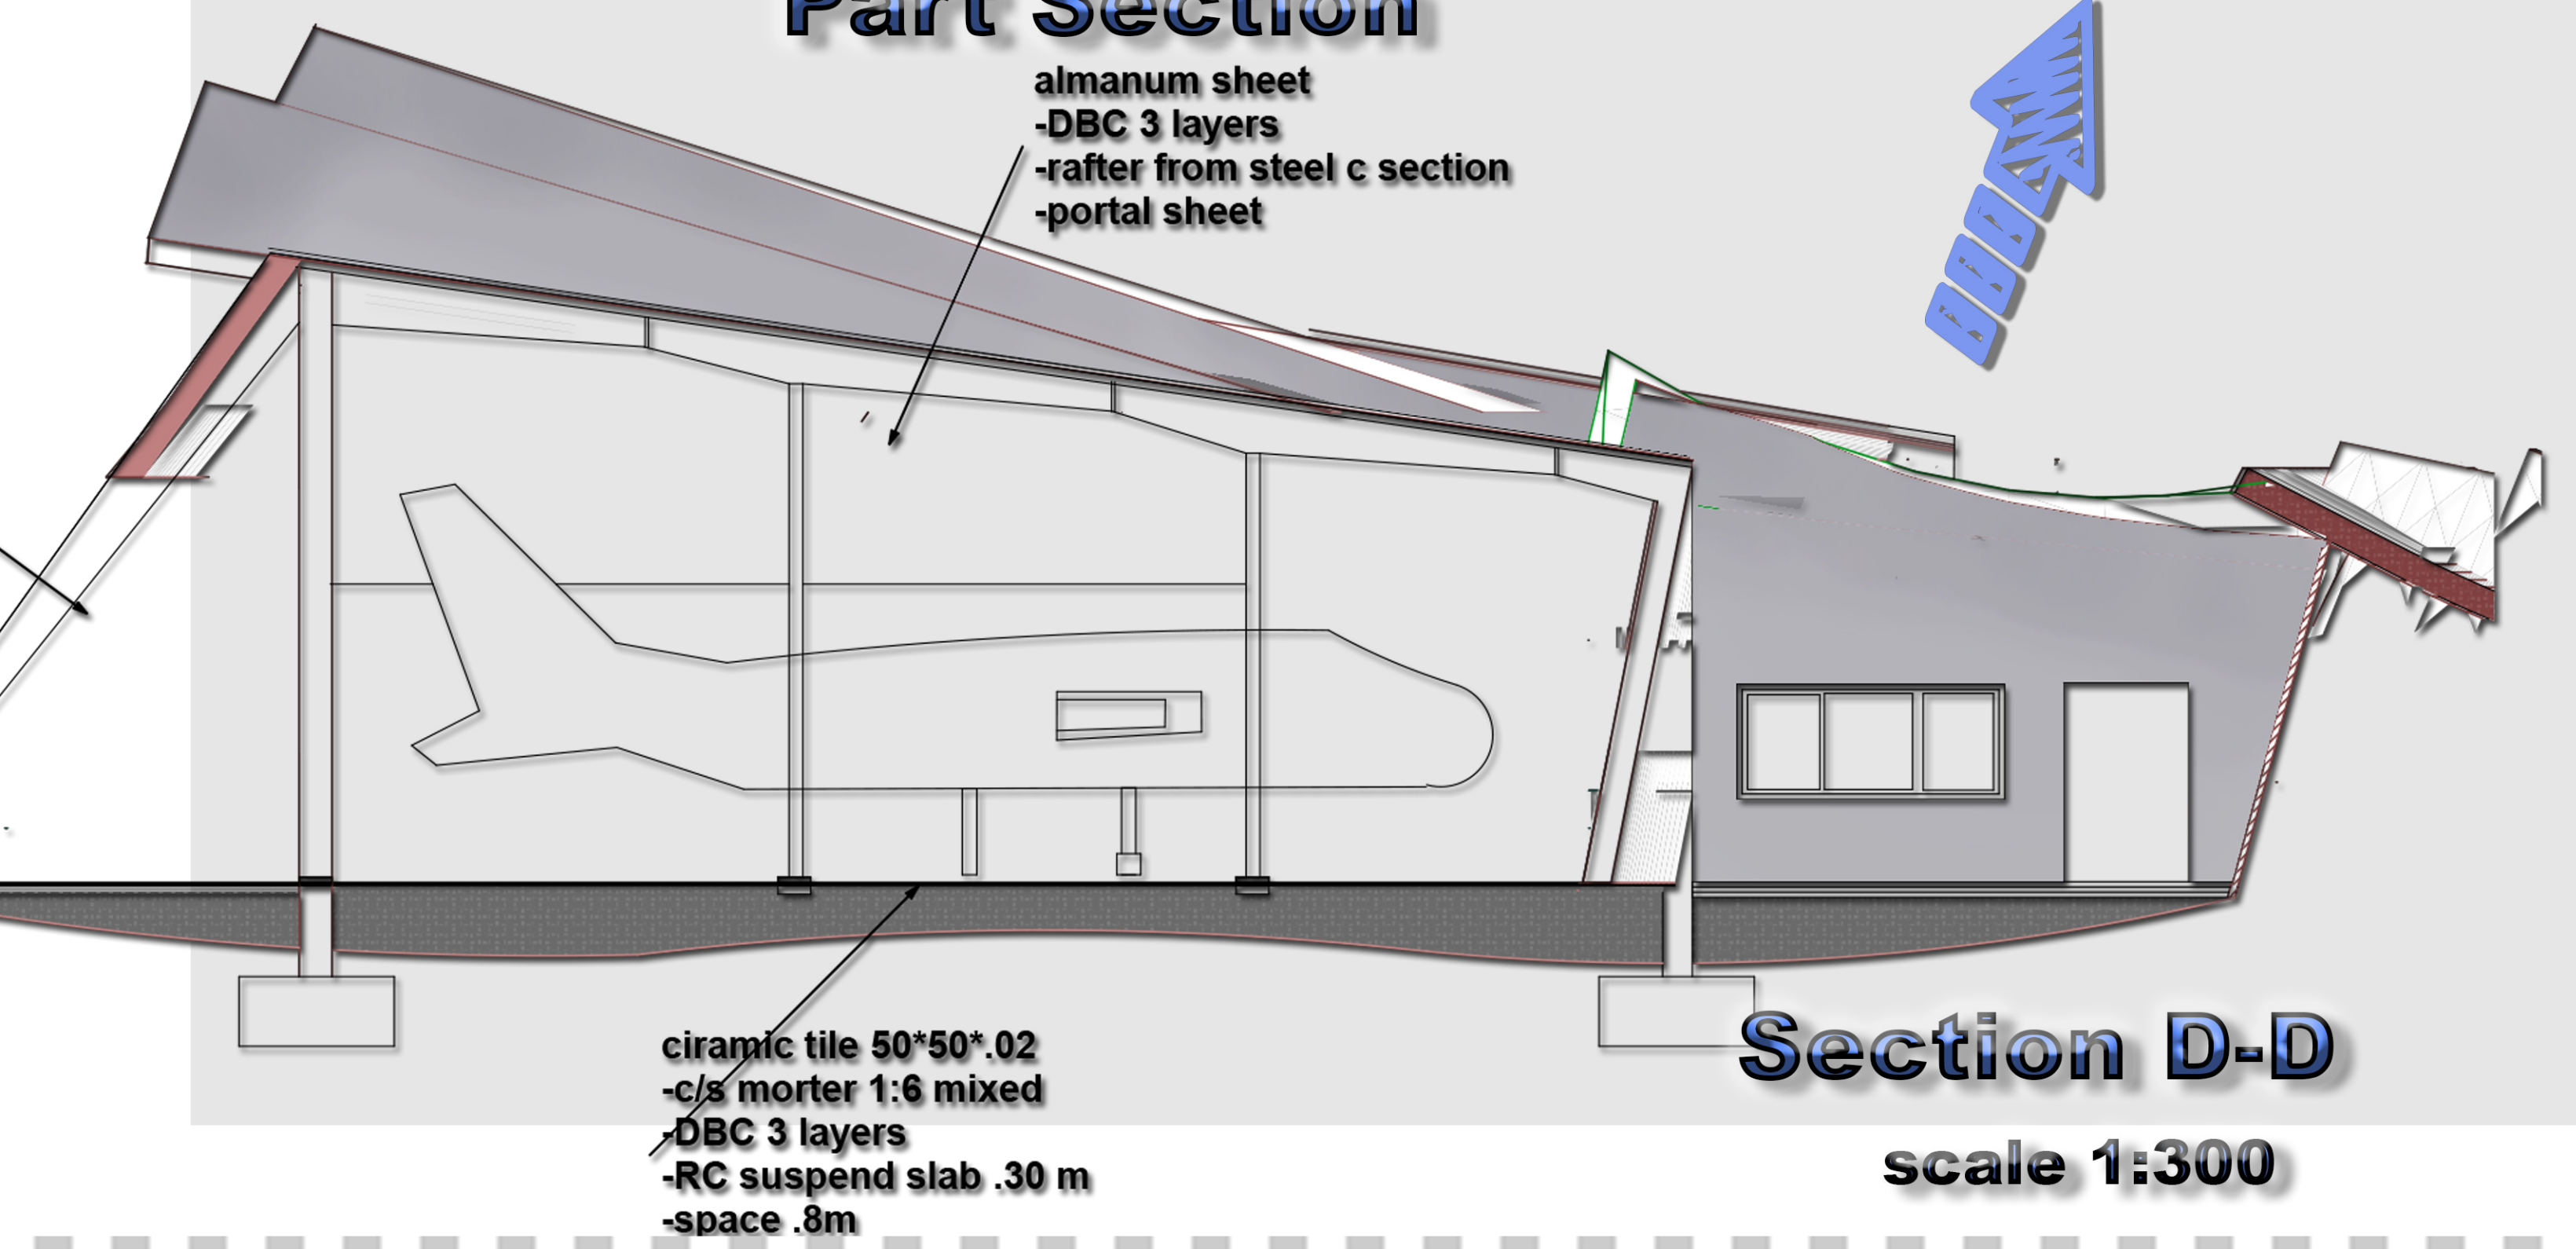 Part Section
almanum sheet
-DBC 3 layers
-rafter from steel c section
-portal sheet
ciramic tile 50*50*.02
-c/s morter 1:6 mixed
-DBC 3 layers
-RC suspend slab .30 m
-space .8m
Section D-D
scale 1:300